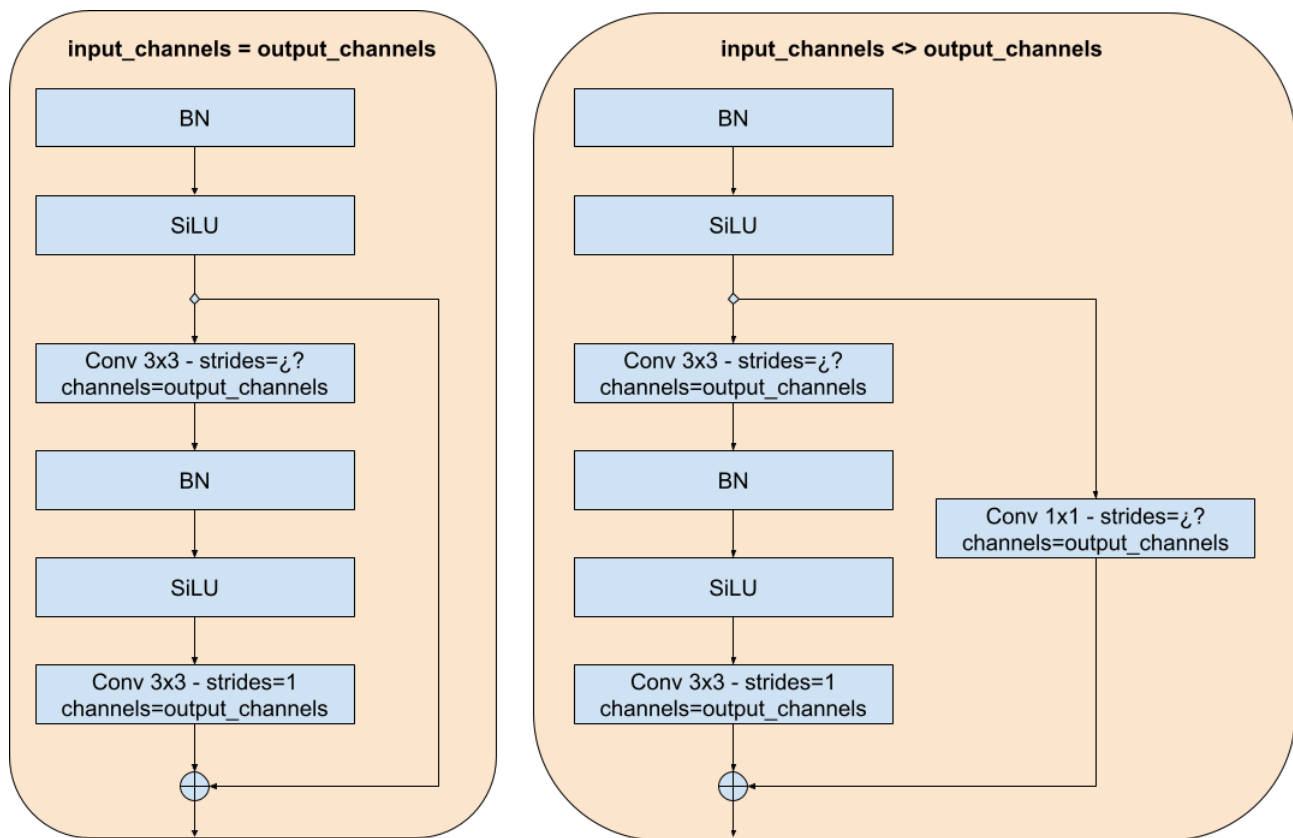 input_channels = output_channels
BN
SiLU
Conv 3x3 - strides=¿?
channels=output_channels
BN
SiLU
Conv 3x3 - strides=1
channels=output_channels
input_channels <> output_channels
BN
SiLU
Conv 3x3 - strides=¿?
channels=output_channels
BN
SiLU
Conv 3x3 - strides=1
channels=output_channels
Conv 1x1 - strides=¿?
channels=output_channels